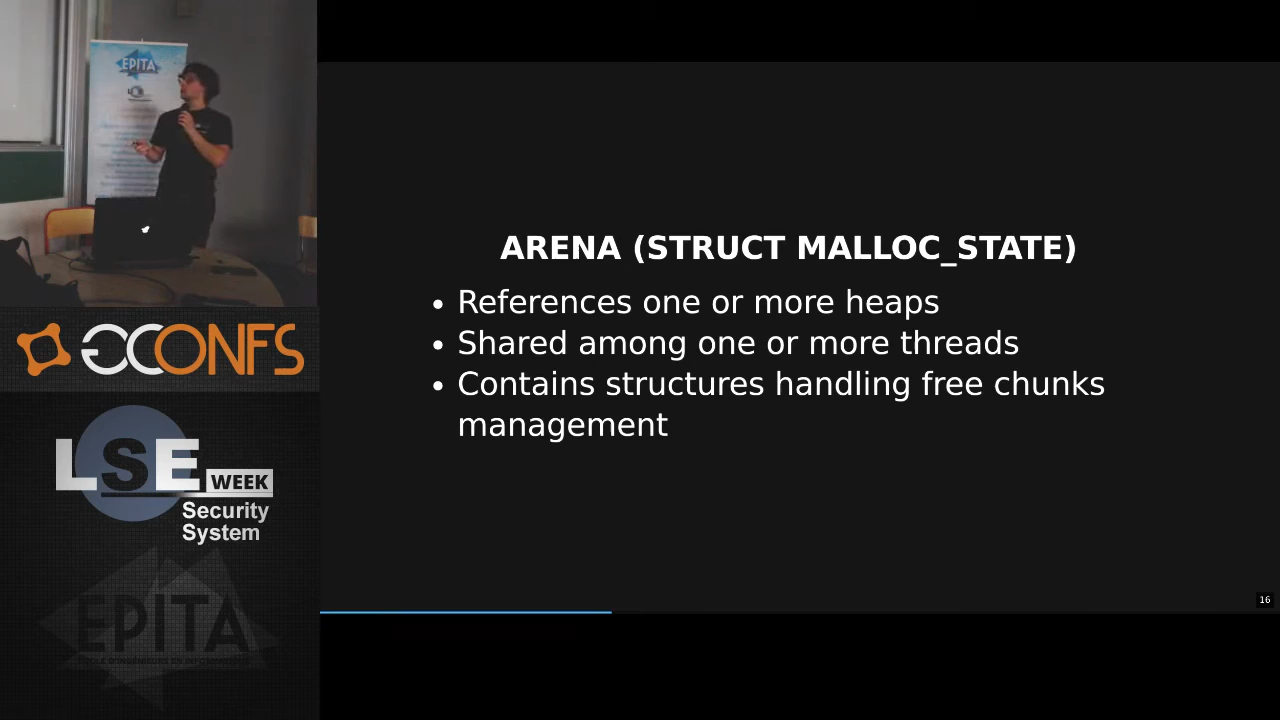 EPITA
ARENA (STRUCT MALLOC_STATE)
• References one or more heaps
• Shared among one or more threads
• Contains structures handling free chunks
management
16
GCONFS
LSE WEEK
Security
System
EPITA